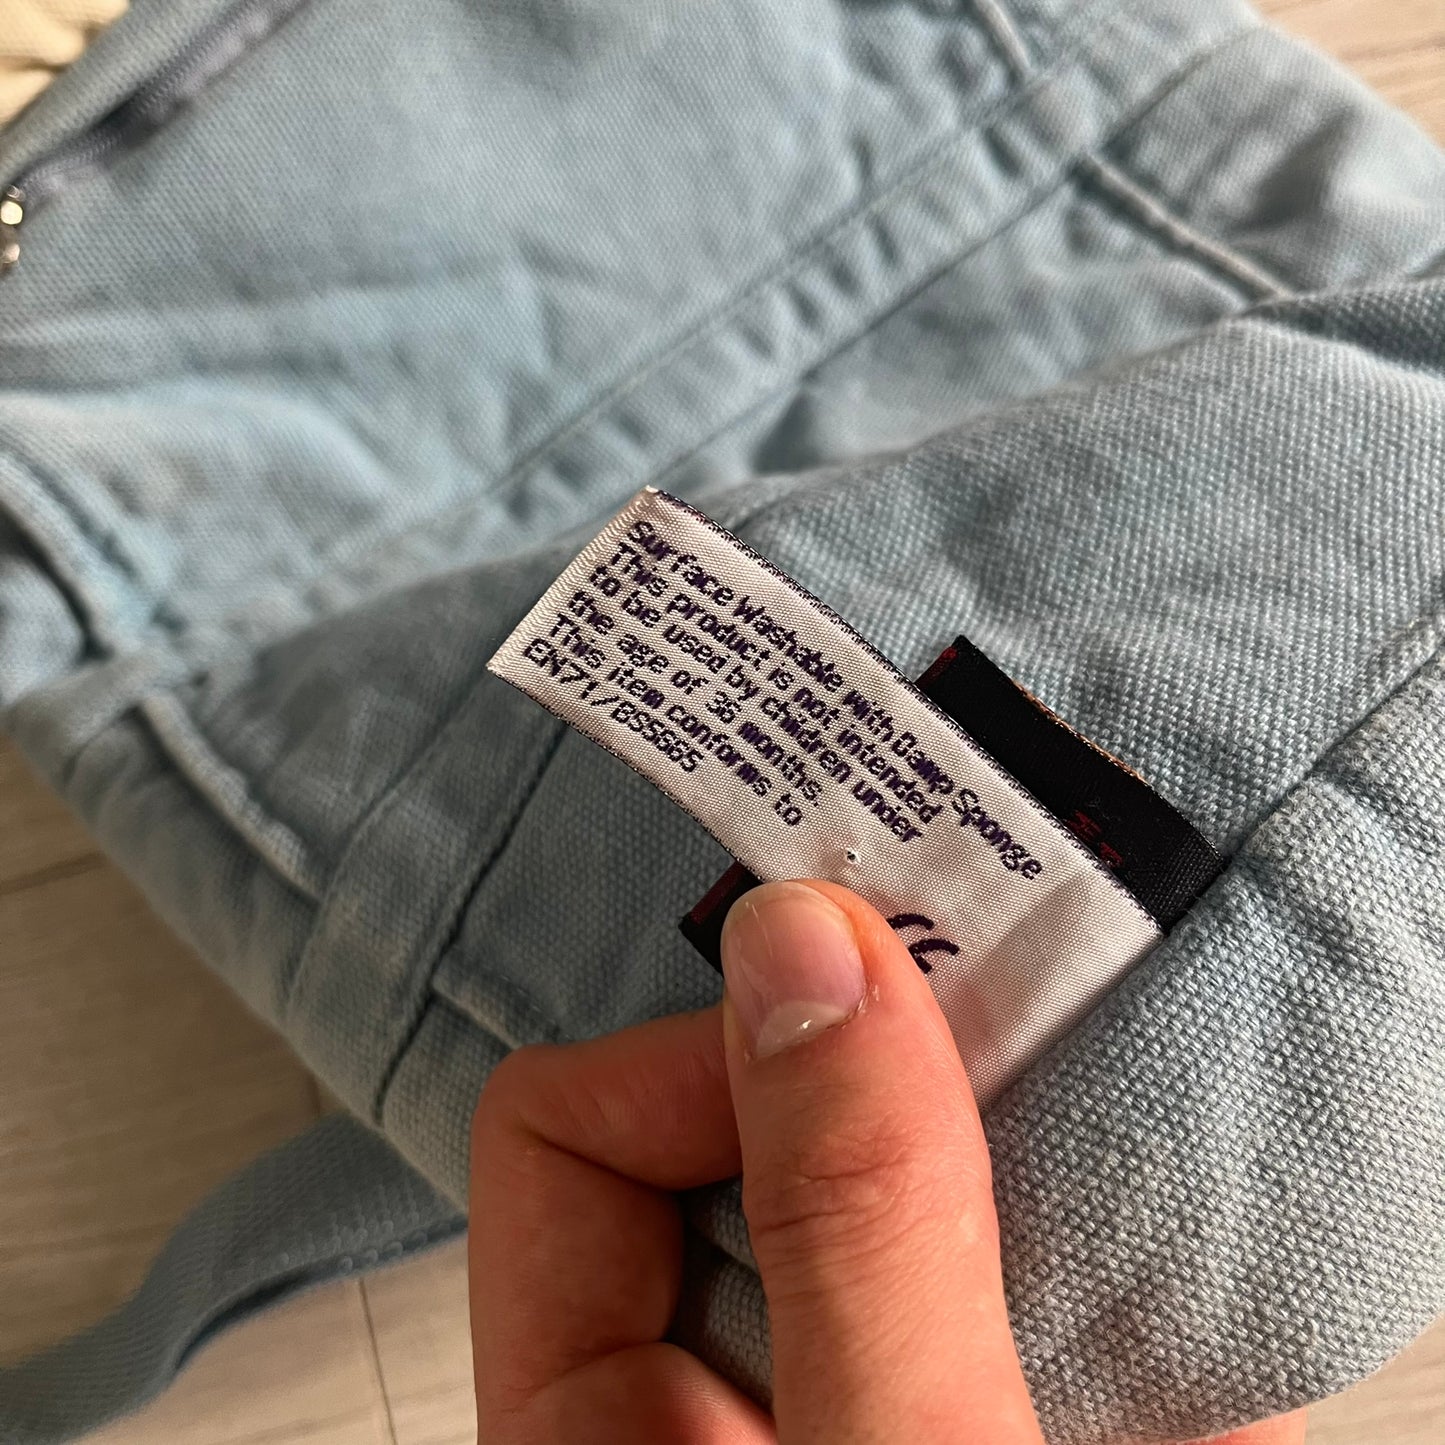 Surface Washable with Damp Sponge
This product is not intended
to be used by children under
the age of 36 months.
This item conforms to
EN71/BS5665
CE